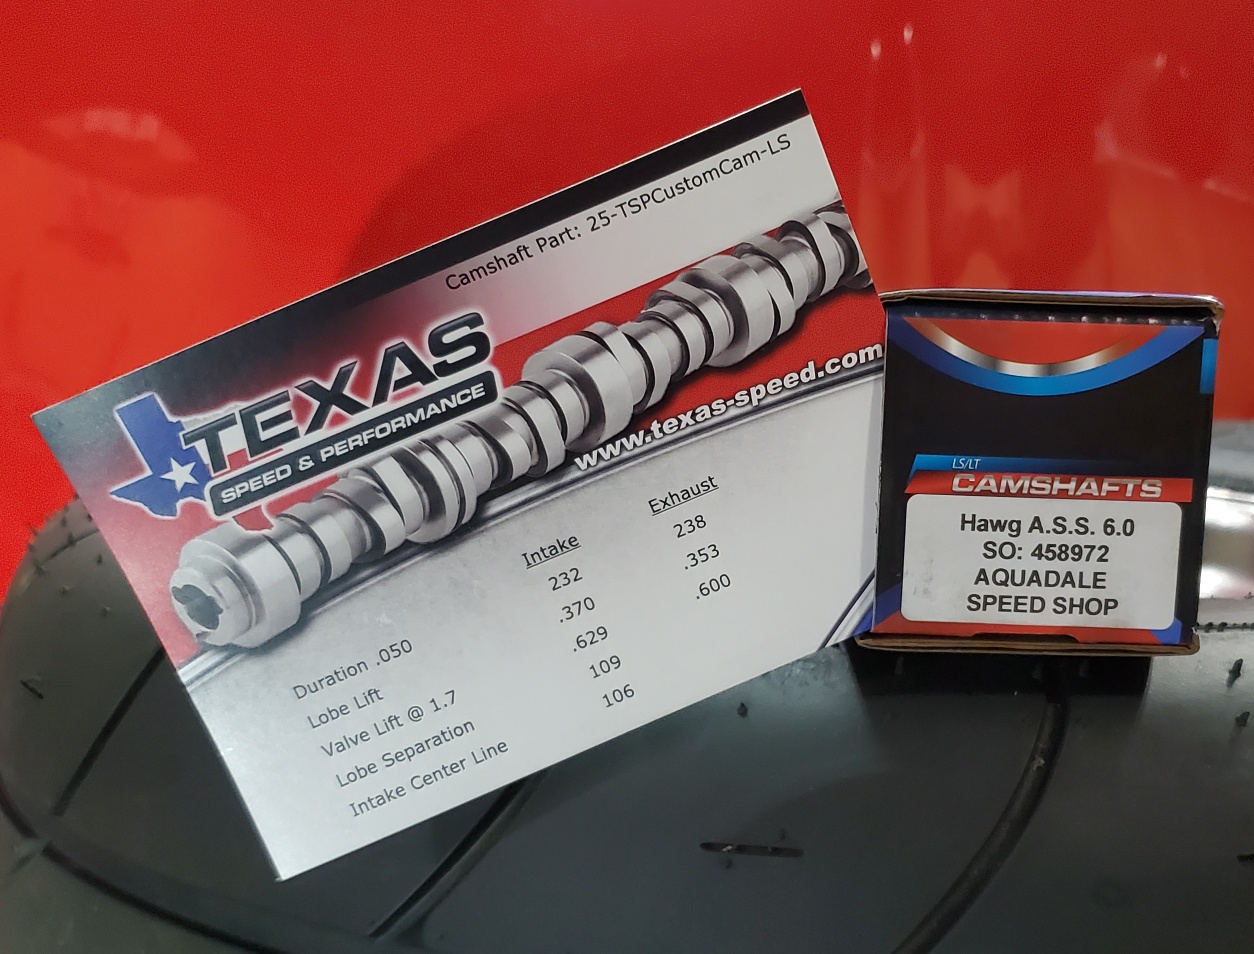 Camshaft Part: 25-TSPCustomCam-LS
TEXAS
SPEED & PERFORMANCE
www.texas-speed.com
Intake Exhaust
Duration .050 232 238
Lobe Lift .370 .353
Valve Lift @ 1.7 .629 .600
Lobe Separation 109
Intake Center Line 106
LS/LT
CAMSHAFTS
Hawg A.S.S. 6.0
SO: 458972
AQUADALE
SPEED SHOP